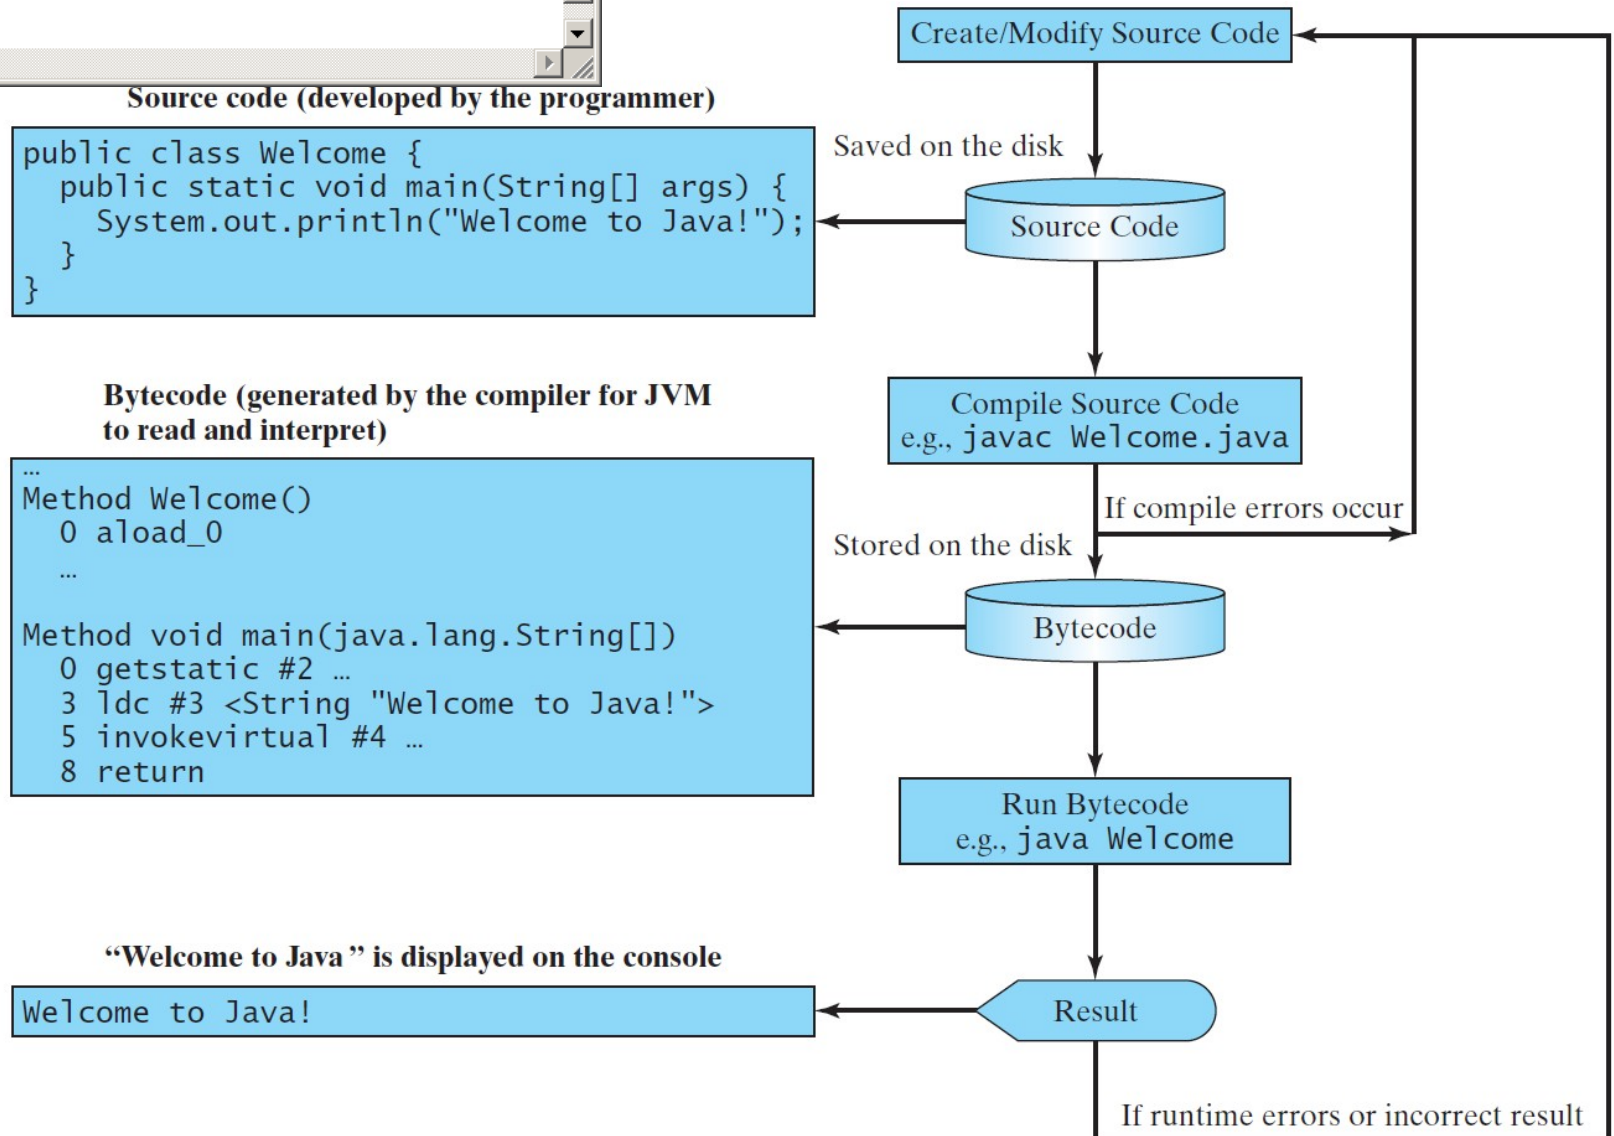 Create/Modify Source Code
Source code (developed by the programmer)
public class Welcome {
public static void main(String[] args) {
System.out.println("Welcome to Java!");
}
}
Saved on the disk
Source Code
Compile Source Code
e.g., javac Welcome.java
If compile errors occur
Bytecode (generated by the compiler for JVM
to read and interpret)
…
Method Welcome()
0 aload_0
…
Method void main(java.lang.String[])
0 getstatic #2 …
3 ldc #3 <String "Welcome to Java!">
5 invokevirtual #4 …
8 return
Stored on the disk
Bytecode
Run Bytecode
e.g., java Welcome
“Welcome to Java” is displayed on the console
Welcome to Java!
Result
If runtime errors or incorrect result